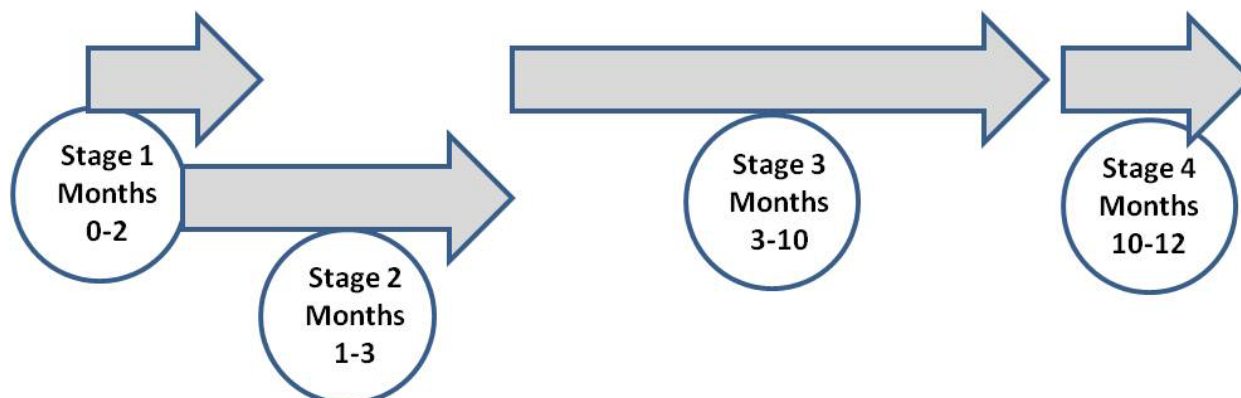 Stage 1
Months
0-2
Stage 2
Months
1-3
Stage 3
Months
3-10
Stage 4
Months
10-12